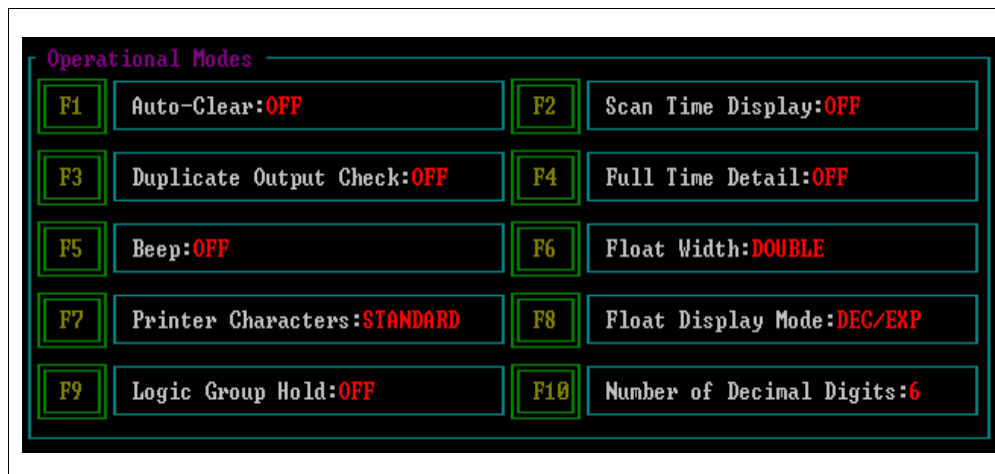 Operational Modes
F1 Auto-Clear:OFF F2 Scan Time Display:OFF
F3 Duplicate Output Check:OFF F4 Full Time Detail:OFF
F5 Beep:OFF F6 Float Width:DOUBLE
F7 Printer Characters:STANDARD F8 Float Display Mode:DEC/EXP
F9 Logic Group Hold:OFF F10 Number of Decimal Digits:6